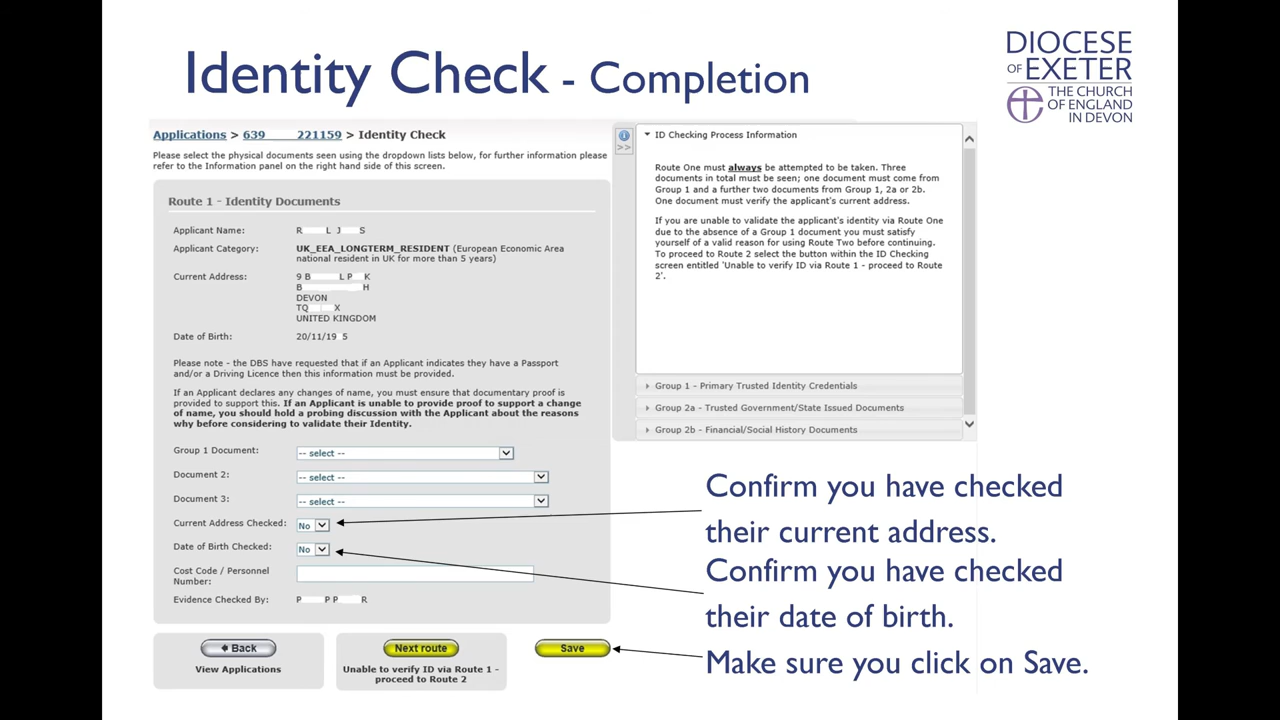 Identity Check - Completion
DIOCESE
OF EXETER
THE CHURCH
OF ENGLAND
IN DEVON
Applications > 639 221159 > Identity Check
Please select the physical documents seen using the dropdown lists below, for further information please
refer to the Information panel on the right hand side of this screen.
Route 1 - Identity Documents
Applicant Name: R L J S
Applicant Category: UK_EEA_LONGTERM_RESIDENT (European Economic Area
national resident in UK for more than 5 years)
Current Address: 9 B L P K
B H
DEVON
TQ X
UNITED KINGDOM
Date of Birth: 20/11/19 5
Please note - the DBS have requested that if an Applicant indicates they have a Passport
and/or a Driving Licence then this information must be provided.
If an Applicant declares any changes of name, you must ensure that documentary proof is
provided to support this. If an Applicant is unable to provide proof to support a change
of name, you should hold a probing discussion with the Applicant about the reasons
why before considering to validate their Identity.
Group 1 Document: -- select --
Document 2: -- select --
Document 3: -- select --
Current Address Checked: No
Date of Birth Checked: No
Cost Code / Personnel
Number:
Evidence Checked By: P P P R
Back
View Applications
Next route
Unable to verify ID via Route 1 -
proceed to Route 2
Save
>>
ID Checking Process Information
Route One must always be attempted to be taken. Three
documents in total must be seen; one document must come from
Group 1 and a further two documents from Group 1, 2a or 2b.
One document must verify the applicant's current address.
If you are unable to validate the applicant's identity via Route One
due to the absence of a Group 1 document you must satisfy
yourself of a valid reason for using Route Two before continuing.
To proceed to Route 2 select the button within the ID Checking
screen entitled 'Unable to verify ID via Route 1 - proceed to Route
2'.
Group 1 - Primary Trusted Identity Credentials
Group 2a - Trusted Government/State Issued Documents
Group 2b - Financial/Social History Documents
Confirm you have checked
their current address.
Confirm you have checked
their date of birth.
Make sure you click on Save.